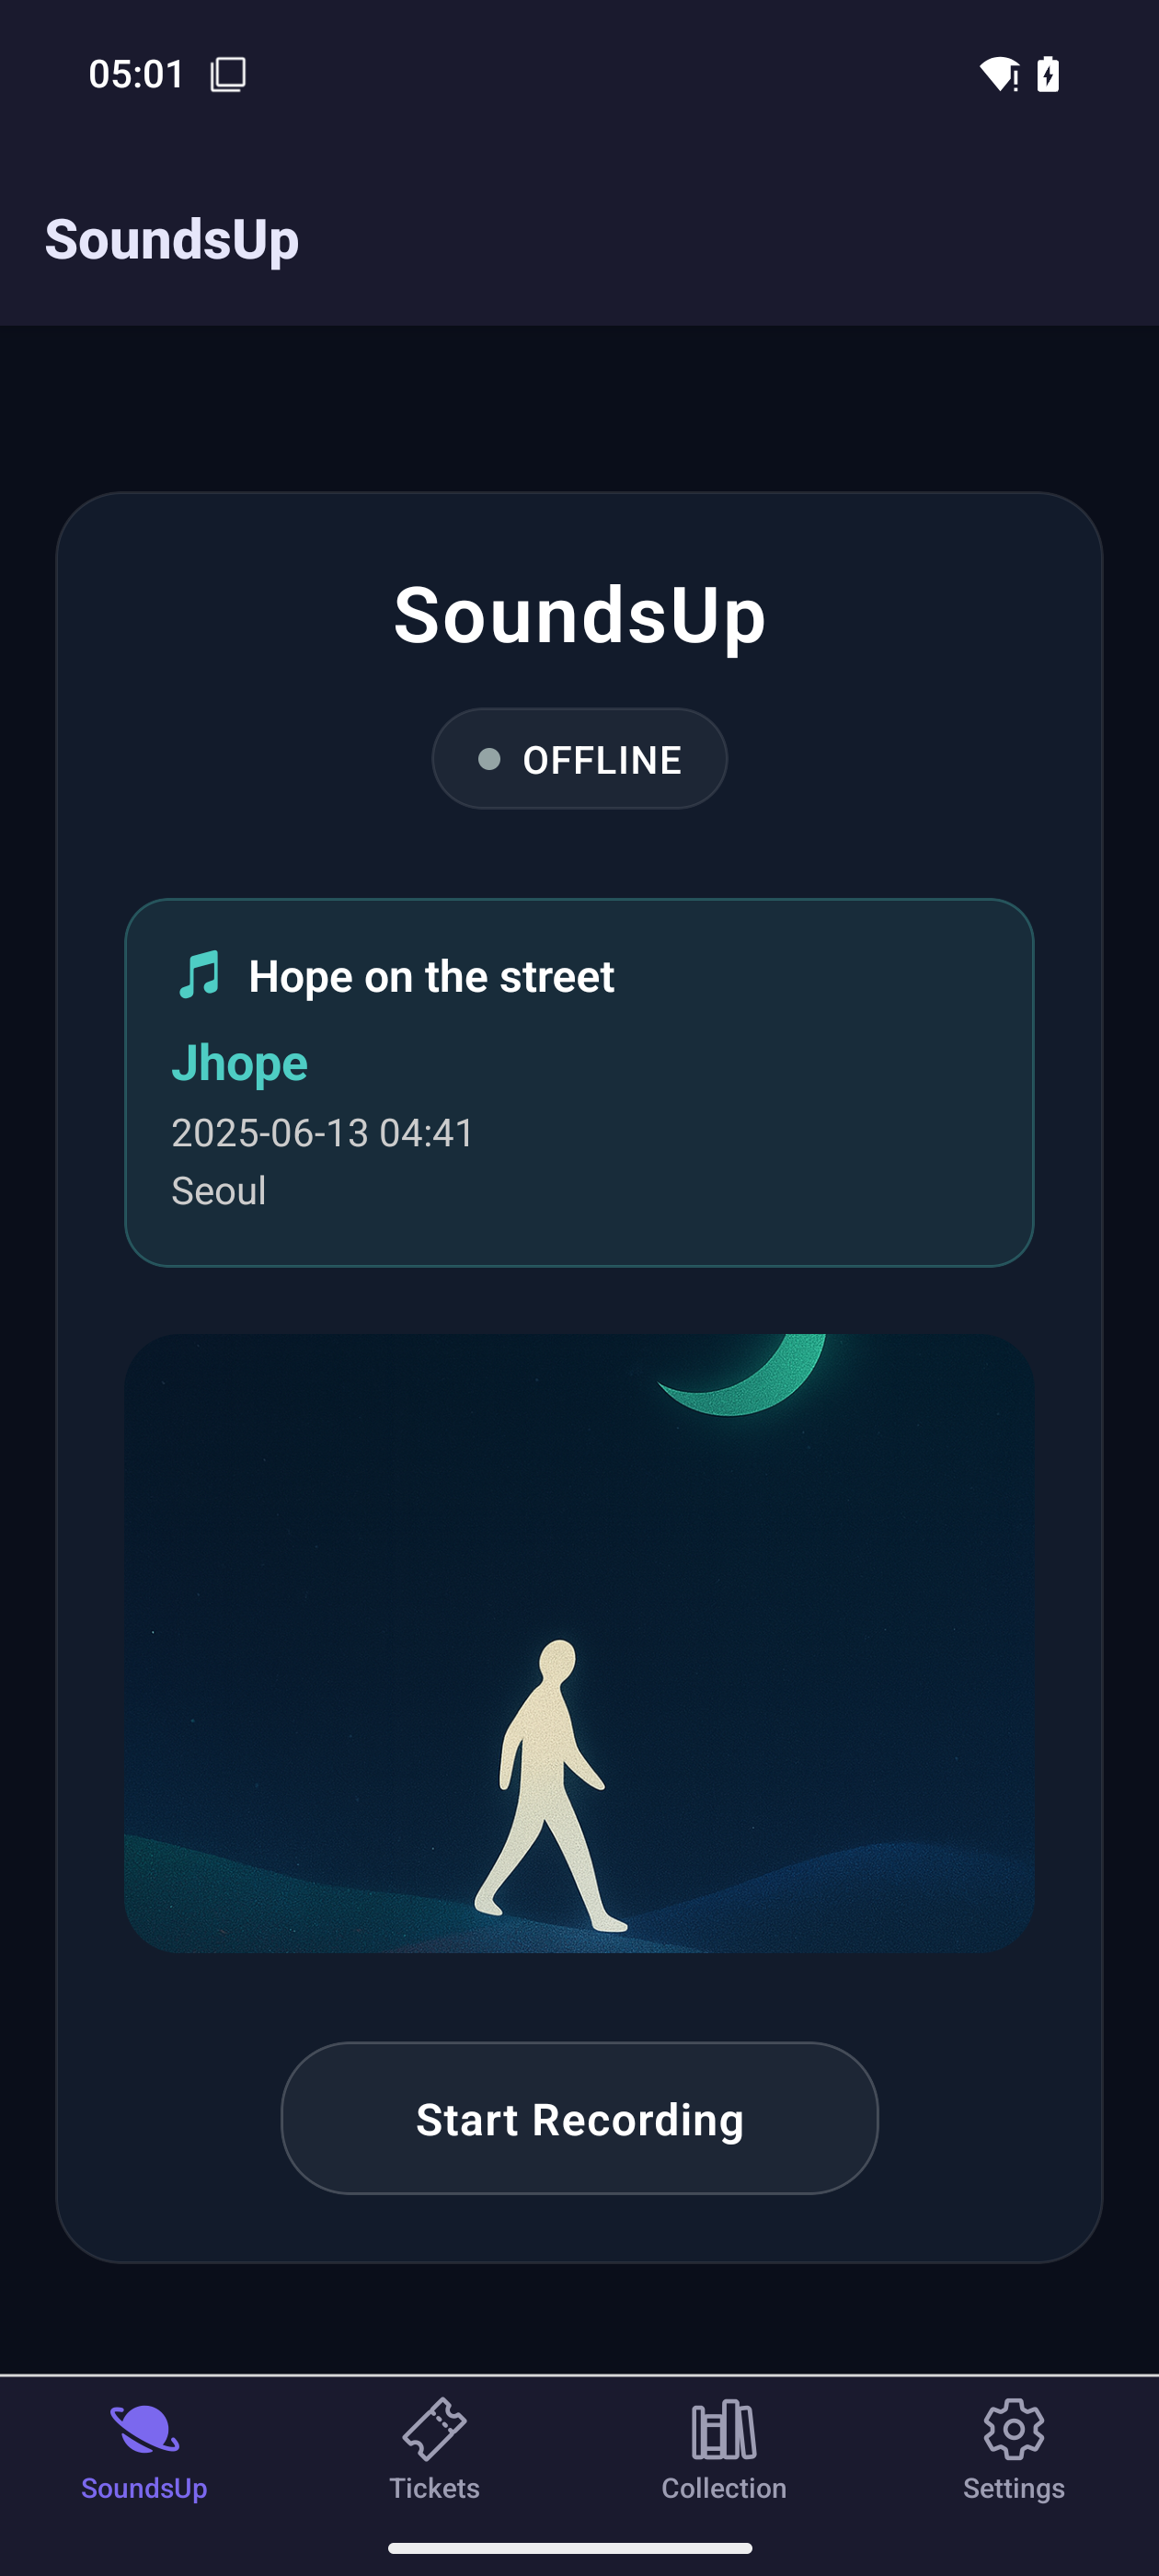 05:01
SoundsUp
SoundsUp
OFFLINE
Hope on the street
Jhope
2025-06-13 04:41
Seoul
Start Recording
SoundsUp
Tickets
Collection
Settings